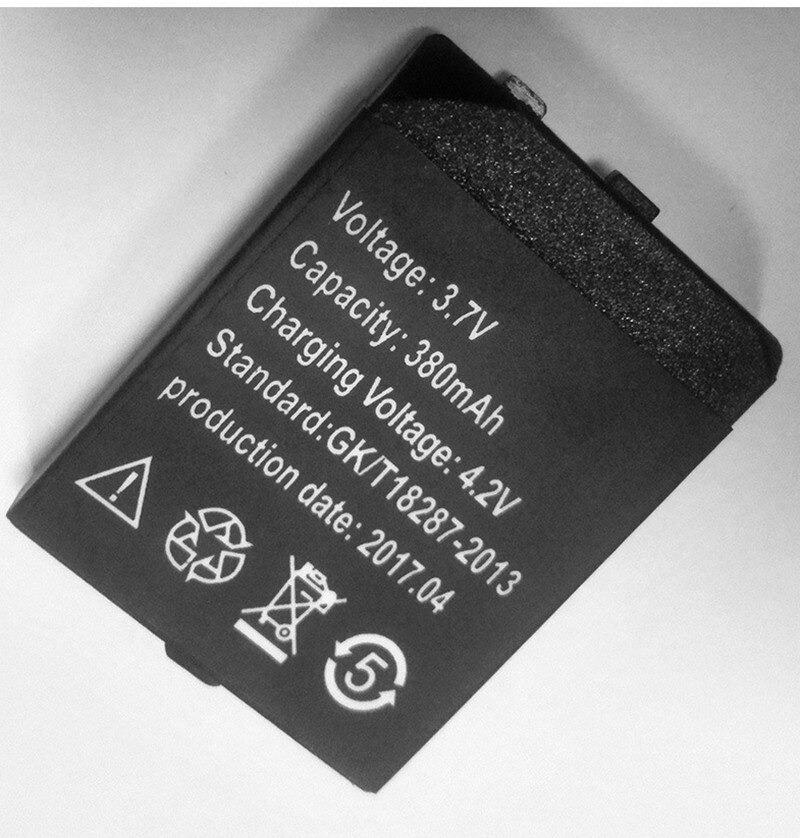 Voltage: 3.7V
Capacity: 380mAh
Charging Voltage: 4.2V
Standard:GK/T18287-2013
production date: 2017.04
5